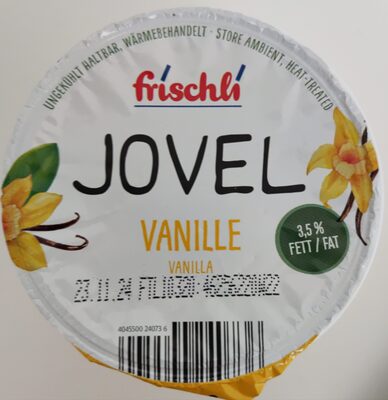 UNGEKÜHLT HALTBAR, WÄRMEBEHANDELT · STORE AMBIENT, HEAT-TREATED
frischli
JOVEL
VANILLE
VANILLA
3,5 %
FETT / FAT
23.11.24
4045500 24073 6